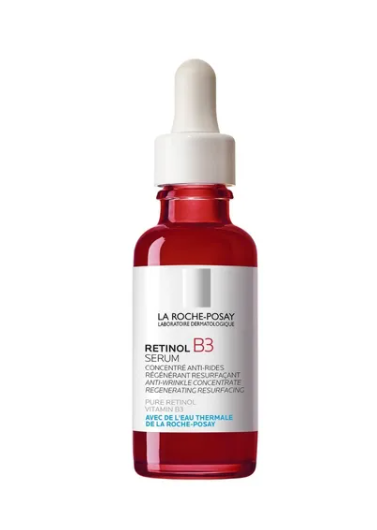 LA ROCHE-POSAY
LABORATOIRE DERMATOLOGIQUE
RETINOL B3
SERUM
CONCENTRÉ ANTI-RIDES
RÉGÉNÉRANT RESURFAÇANT
ANTI-WRINKLE CONCENTRATE
REGENERATING RESURFACING
PURE RETINOL
VITAMIN B3
AVEC DE L'EAU THERMALE
DE LA ROCHE-POSAY